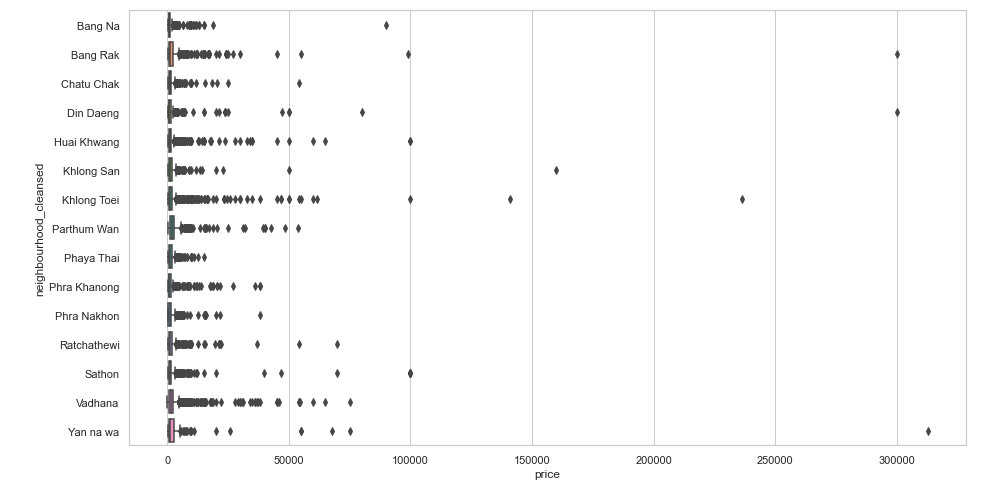 neighbourhood_cleansed
Bang Na
Bang Rak
Chatu Chak
Din Daeng
Huai Khwang
Khlong San
Khlong Toei
Parthum Wan
Phaya Thai
Phra Khanong
Phra Nakhon
Ratchathewi
Sathon
Vadhana
Yan na wa
0 50000 100000 150000 200000 250000 300000
price